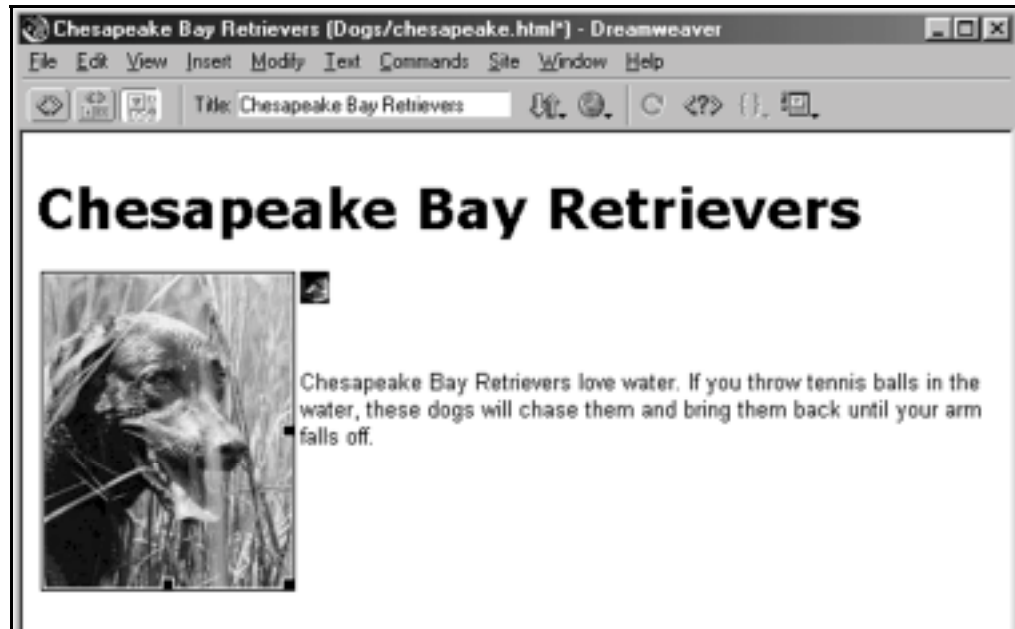 Chesapeake Bay Retrievers (Dogs/chesapeake.html*) - Dreamweaver
File Edit View Insert Modify Text Commands Site Window Help
Title: Chesapeake Bay Retrievers
Chesapeake Bay Retrievers
Chesapeake Bay Retrievers love water. If you throw tennis balls in the
water, these dogs will chase them and bring them back until your arm
falls off.